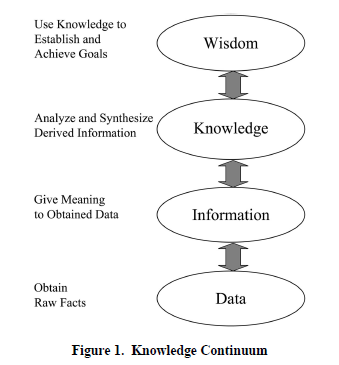 Use Knowledge to
Establish and
Achieve Goals
Wisdom
Analyze and Synthesize
Derived Information
Knowledge
Give Meaning
to Obtained Data
Information
Obtain
Raw Facts
Data
Figure 1. Knowledge Continuum